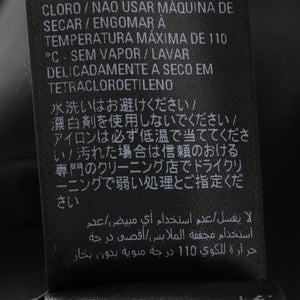 CLORO / NÃO USAR MÁQUINA DE
SECAR / ENGOMAR À
TEMPERATURA MÁXIMA DE 110
ºC - SEM VAPOR / LAVAR
DELICADAMENTE A SECO EM
TETRACLOROETILENO
水洗いはお避けください/
漂白剤を使用しないでください/
アイロンは必ず低温で当ててくださ
い/ 汚れた場合は信頼のおける
専門のクリーニング店でドライクリ
ーニングで弱い処理とご指定くだ
さい
لا يغسل/عدم استخدام أي مبيض/عدم
استخدام مجففة الملابس/أقصى درجة
حرارة للكوي 110 درجة مئوية بدون بخار/